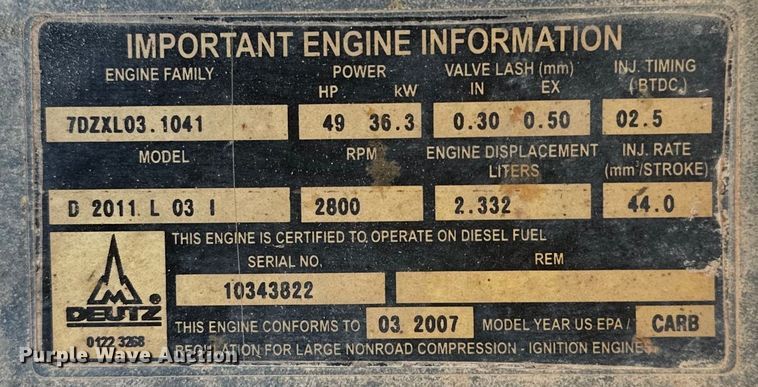 IMPORTANT ENGINE INFORMATION
ENGINE FAMILY POWER VALVE LASH (mm) INJ. TIMING
HP kW IN EX (BTDC)
7DZXL03.1041 49 36.3 0.30 0.50 02.5
MODEL RPM ENGINE DISPLACEMENT INJ. RATE
LITERS (mm³/STROKE)
D 2011 L 03 I 2800 2.332 44.0
THIS ENGINE IS CERTIFIED TO OPERATE ON DIESEL FUEL
SERIAL NO. REM
10343822
DEUTZ ®
0122 3268
THIS ENGINE CONFORMS TO 03 2007 MODEL YEAR US EPA / CARB
REGULATION FOR LARGE NONROAD COMPRESSION - IGNITION ENGINES
Purple Wave Auction